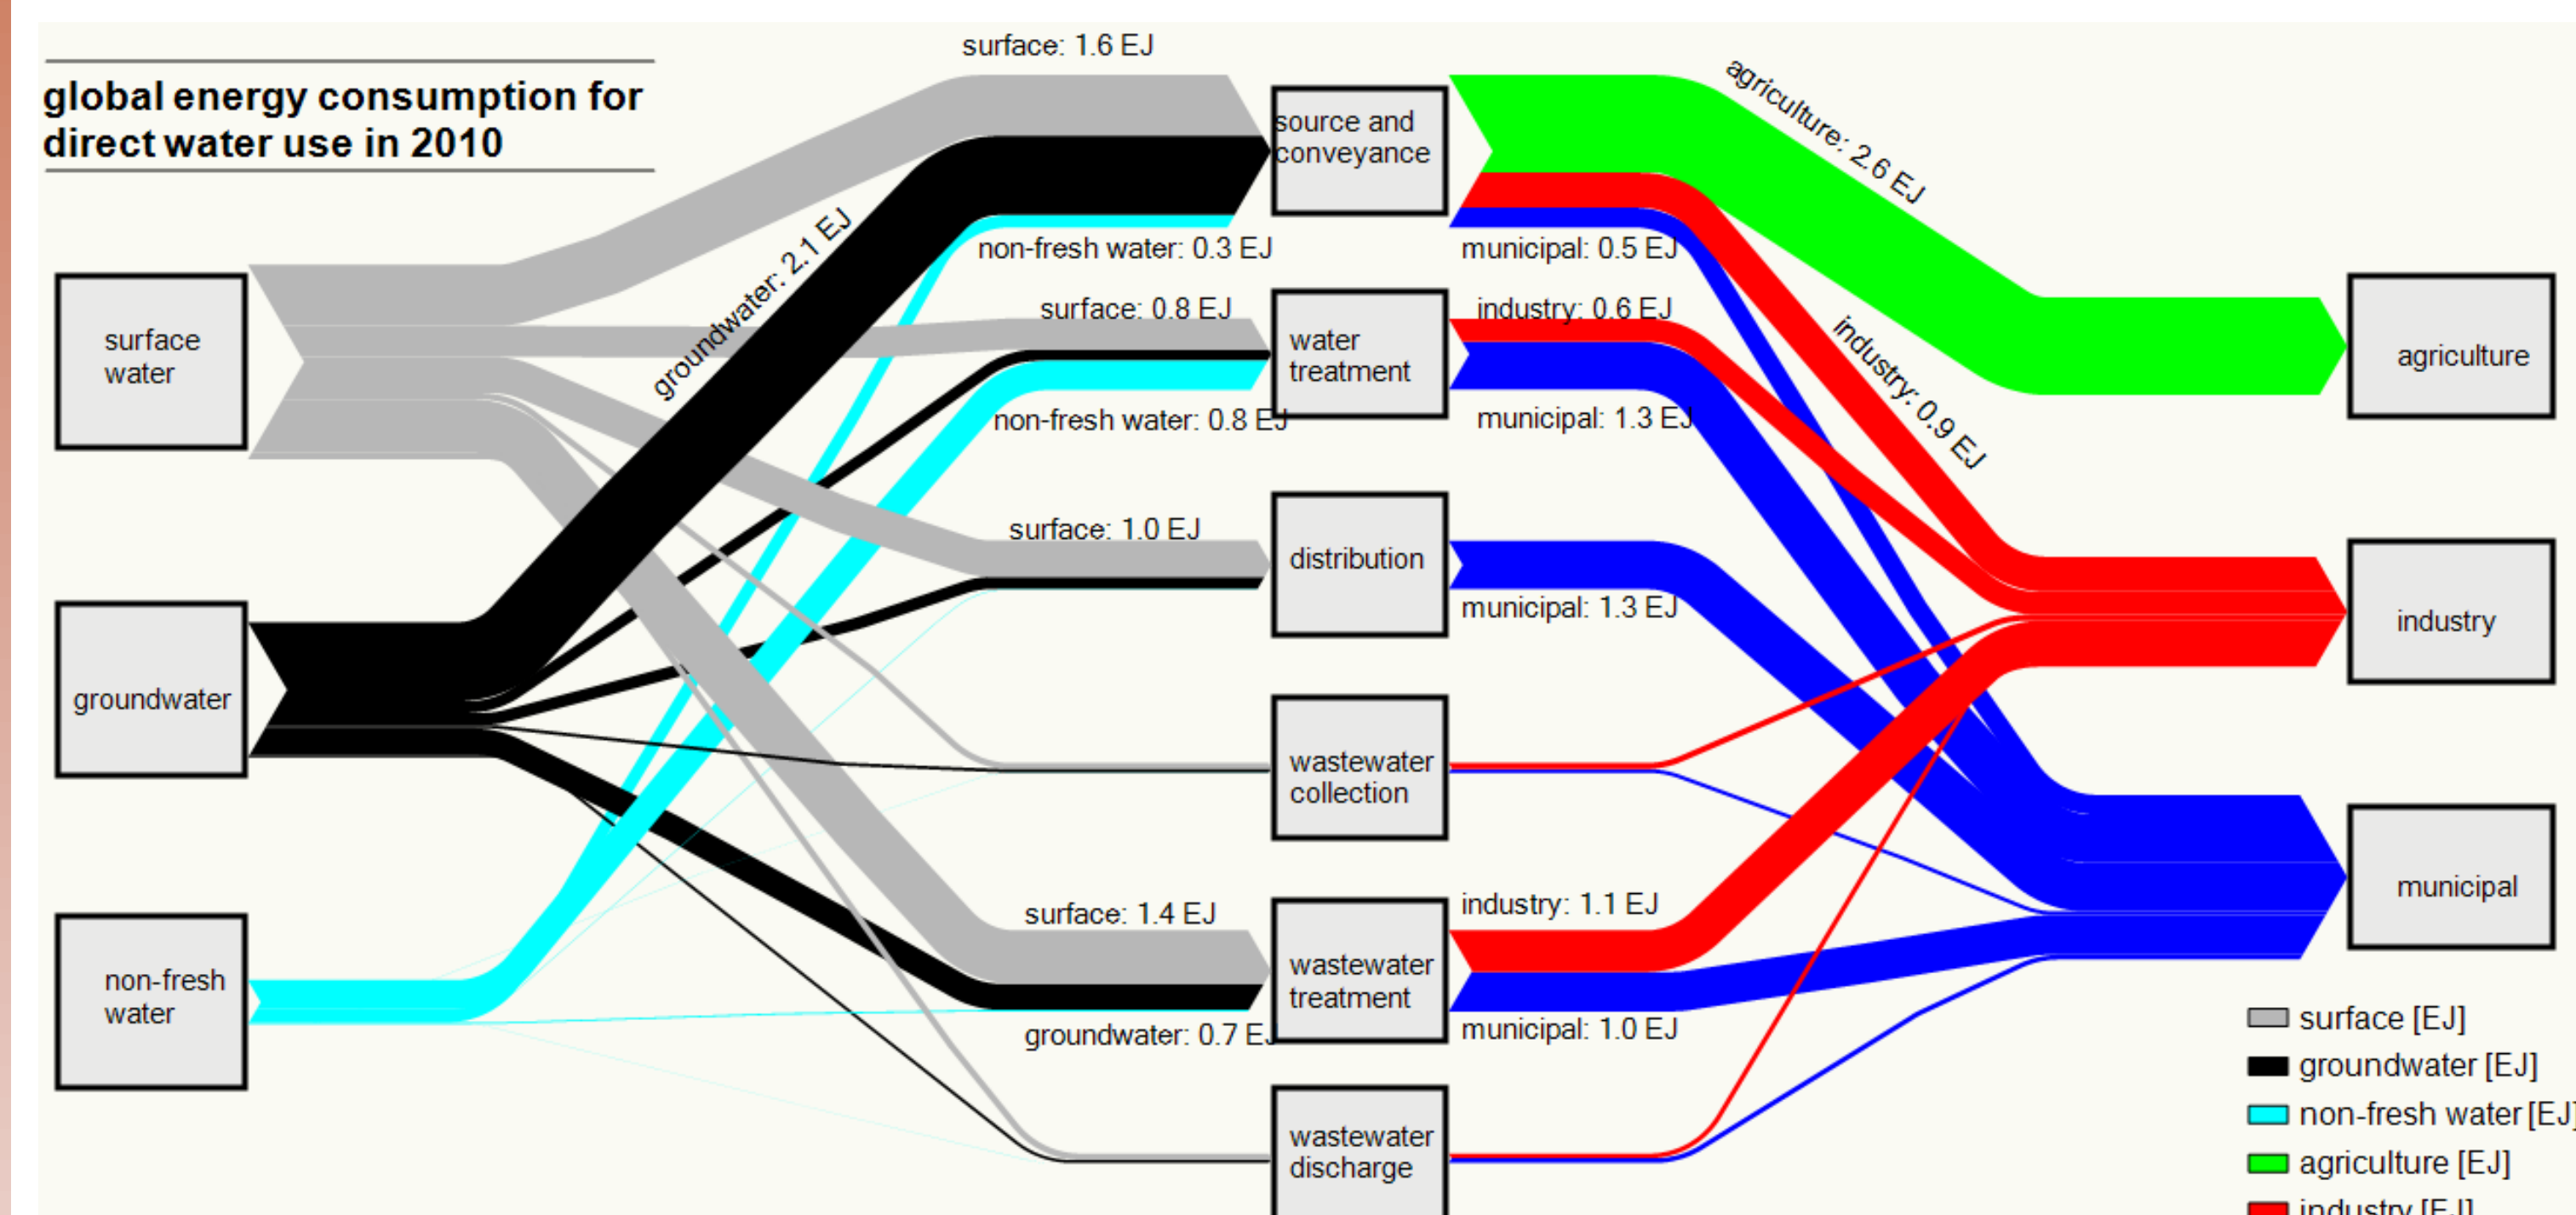 global energy consumption for
direct water use in 2010
surface: 1.6 EJ
groundwater: 2.1 EJ
non-fresh water: 0.3 EJ
surface: 0.8 EJ
non-fresh water: 0.8 EJ
surface: 1.0 EJ
surface: 1.4 EJ
groundwater: 0.7 EJ
surface
water
groundwater
non-fresh
water
source and
conveyance
water
treatment
distribution
wastewater
collection
wastewater
treatment
wastewater
discharge
agriculture: 2.6 EJ
industry: 0.9 EJ
municipal: 0.5 EJ
industry: 0.6 EJ
municipal: 1.3 EJ
municipal: 1.3 EJ
industry: 1.1 EJ
municipal: 1.0 EJ
agriculture
industry
municipal
surface [EJ]
groundwater [EJ]
non-fresh water [EJ]
agriculture [EJ]
industry [EJ]